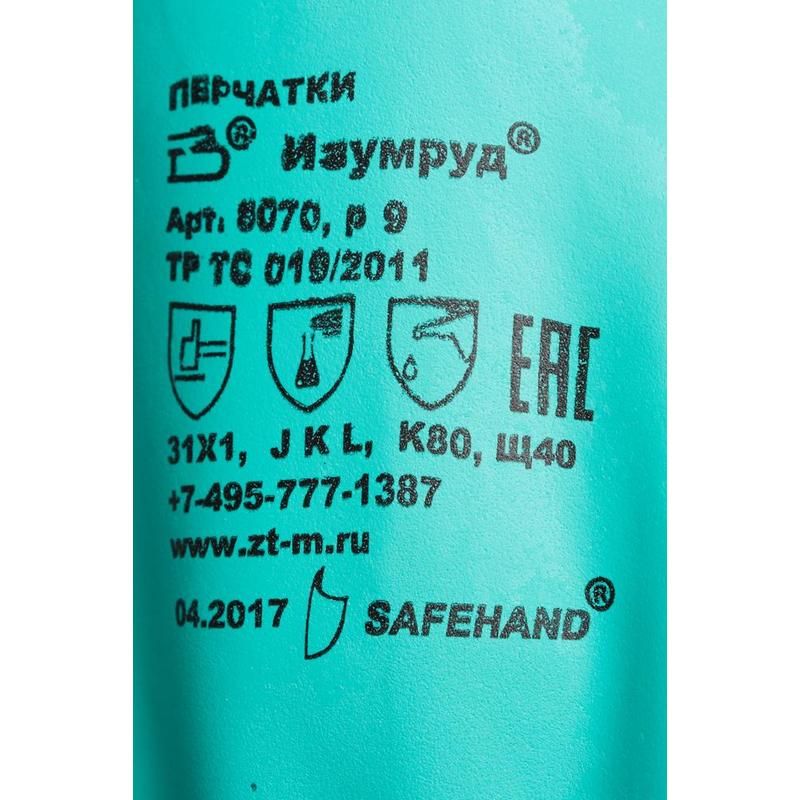 ПЕРЧАТКИ
® Изумруд®
Арт. 8070, р 9
ТР ТС 019/2011
ЕАС
31Х1, J K L, К80, Щ40
+7-495-777-1387
www.zt-m.ru
04.2017 SAFEHAND®